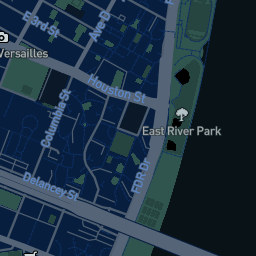 E 3rd St
Ave D
Versailles
Houston St
Columbia St
East River Park
FDR Dr
Delancey St